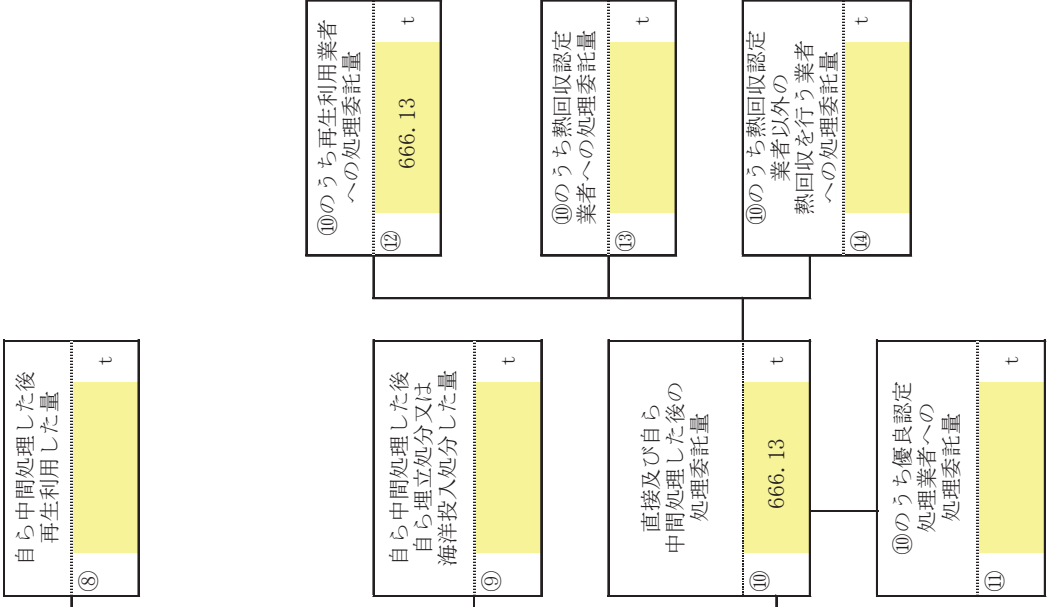 自ら中間処理した後
再生利用した量
⑧
t
自ら中間処理した後
自ら埋立処分又は
海洋投入処分した量
⑨
t
直接及び自ら
中間処理した後の
処理委託量
⑩
666.13
t
⑩のうち優良認定
処理業者への
処理委託量
⑪
t
⑩のうち再生利用業者
への処理委託量
⑫
666.13
t
⑩のうち熱回収認定
業者への処理委託量
⑬
t
⑩のうち熱回収認定
業者以外の
熱回収を行う業者
への処理委託量
⑭
t